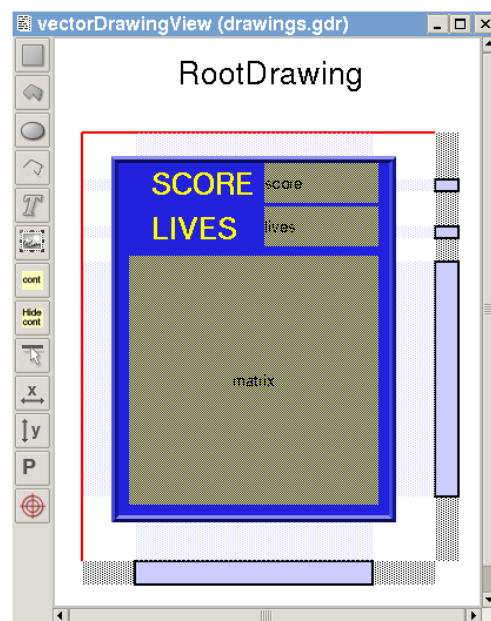 vectorDrawingView (drawings.gdr)
RootDrawing
SCORE score
LIVES lives
matrix
T
cont
Hide
cont
x
y
P